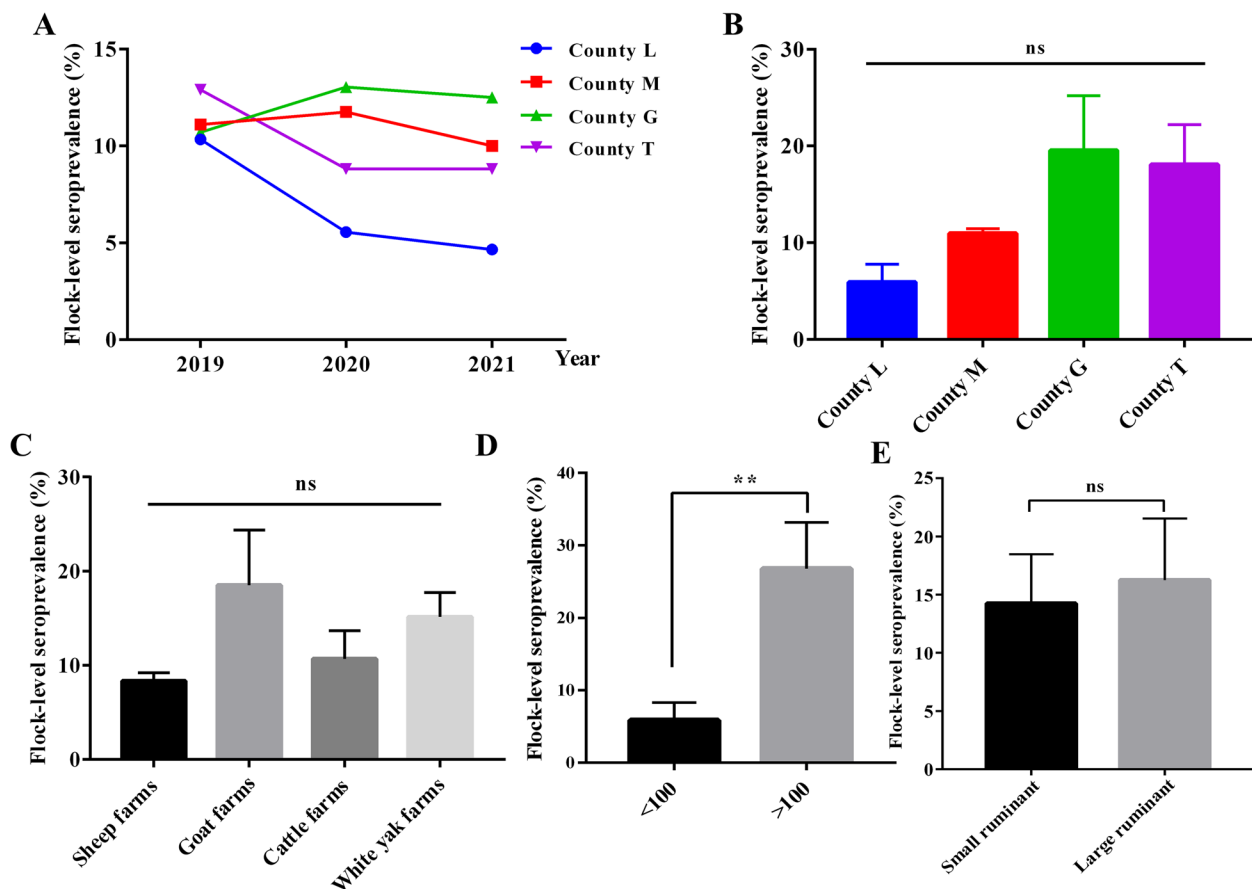 A
Flock-level seroprevalence (%)
15
10
5
0
2019
2020
2021
Year
County L
County M
County G
County T
B
Flock-level seroprevalence (%)
30
20
10
0
ns
County L
County M
County G
County T
C
Flock-level seroprevalence (%)
30
20
10
0
ns
Sheep farms
Goat farms
Cattle farms
White yak farms
D
Flock-level seroprevalence (%)
40
30
20
10
0
**
<100
>100
E
Flock-level seroprevalence (%)
25
20
15
10
5
0
ns
Small ruminant
Large ruminant